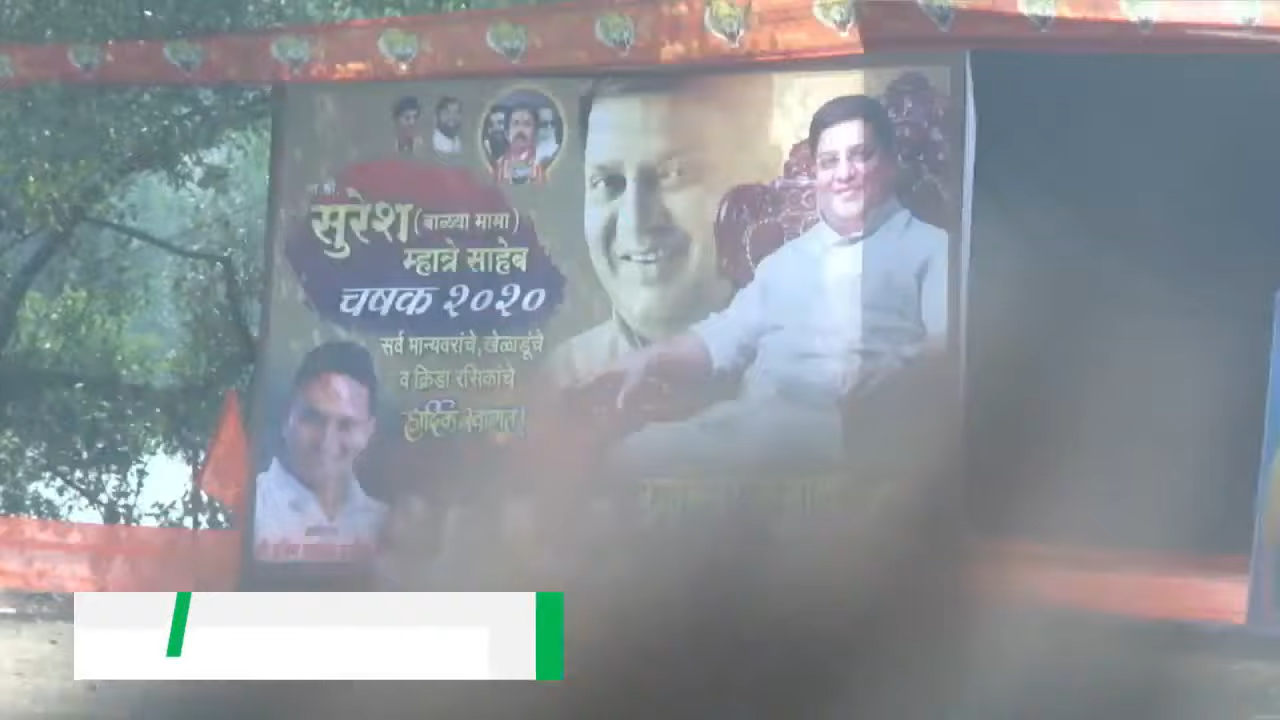 सुरेश (बाळ्या मामा)
म्हात्रे साहेब
चषक २०२०
सर्व मान्यवरांचे, खेळाडूंचे
व क्रिडा रसिकांचे
हार्दिक स्वागत!